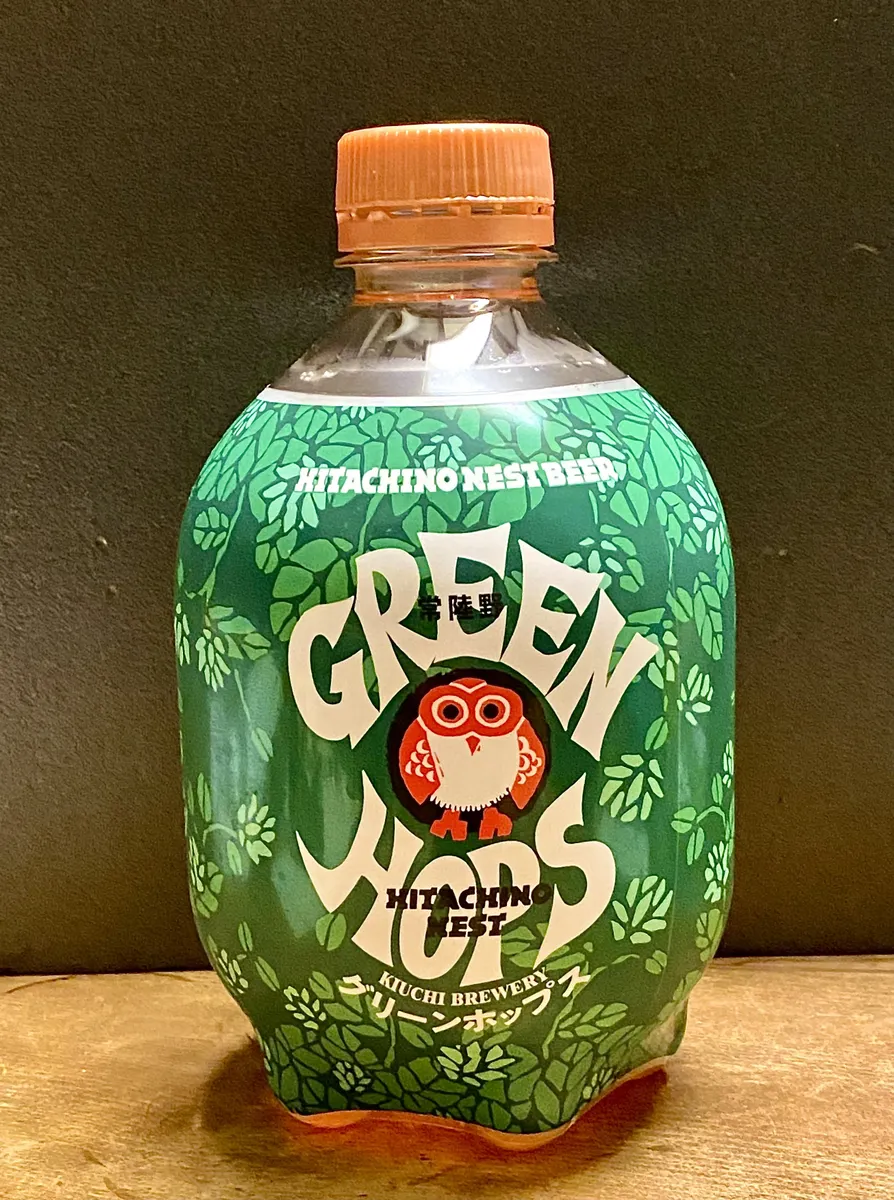 HITACHINO NEST BEER
GREEN
常陸野
HOPS
HITACHINO
NEST
KIUCHI BREWERY
グリーンホップス